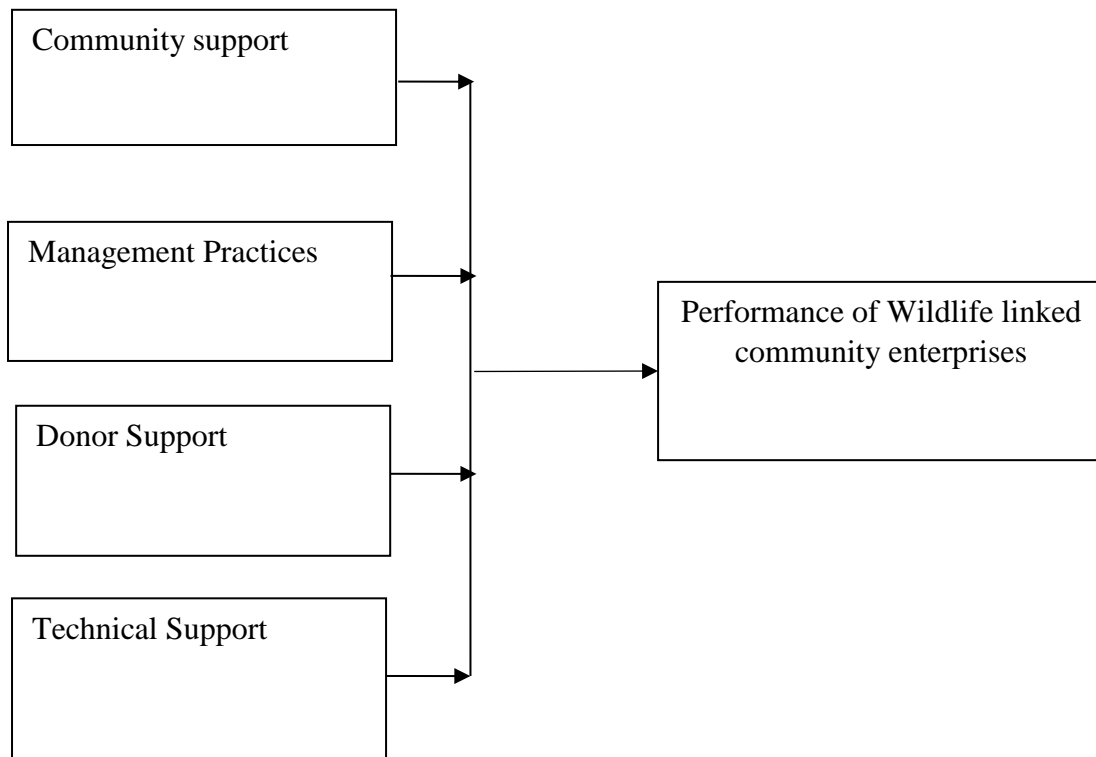 Community support
Management Practices
Performance of Wildlife linked
community enterprises
Donor Support
Technical Support